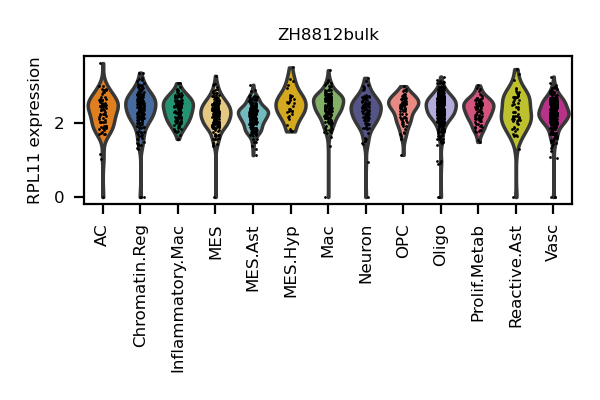 ZH8812bulk
RPL11 expression
2
0
AC
Chromatin.Reg
Inflammatory.Mac
MES
MES.Ast
MES.Hyp
Mac
Neuron
OPC
Oligo
Prolif.Metab
Reactive.Ast
Vasc